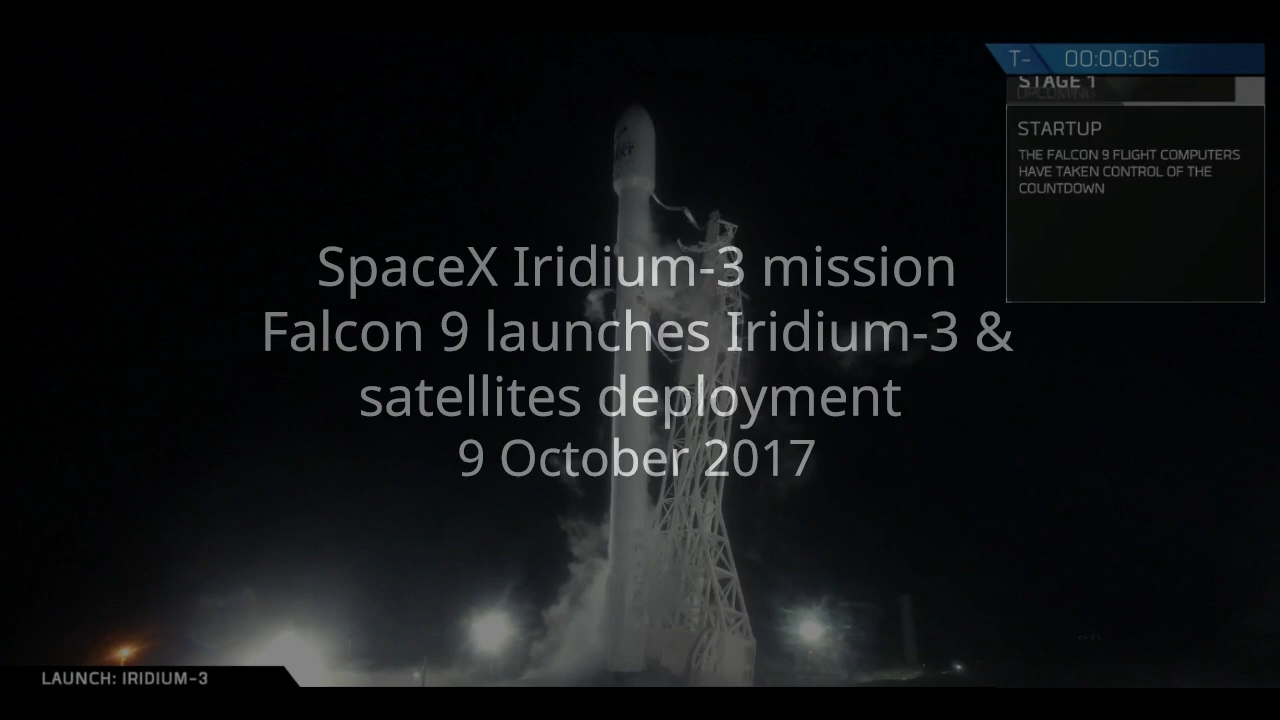 T- 00:00:05
STAGE 1
UPCOMING
STARTUP
THE FALCON 9 FLIGHT COMPUTERS
HAVE TAKEN CONTROL OF THE
COUNTDOWN
SpaceX Iridium-3 mission
Falcon 9 launches Iridium-3 &
satellites deployment
9 October 2017
LAUNCH: IRIDIUM-3